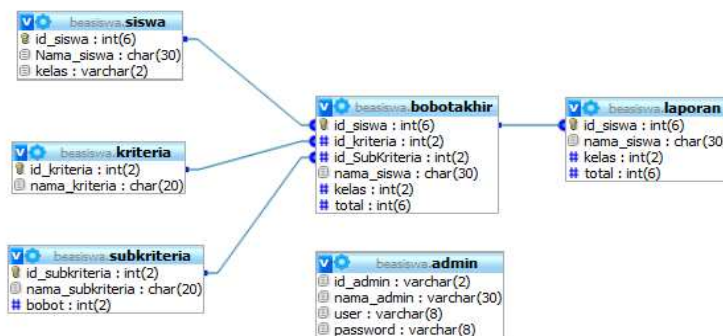 beasiswa.siswa
id_siswa : int(6)
Nama_siswa : char(30)
kelas : varchar(2)
beasiswa.kriteria
id_kriteria : int(2)
nama_kriteria : char(20)
beasiswa.subkriteria
id_subkriteria : int(2)
nama_subkriteria : char(20)
# bobot : int(2)
beasiswa.bobotakhir
id_siswa : int(6)
# id_kriteria : int(2)
# id_SubKriteria : int(2)
nama_siswa : char(30)
# kelas : int(2)
# total : int(6)
beasiswa.admin
id_admin : varchar(2)
nama_admin : varchar(30)
user : varchar(8)
password : varchar(8)
beasiswa.laporan
id_siswa : int(6)
nama_siswa : char(30
# kelas : int(2)
# total : int(6)